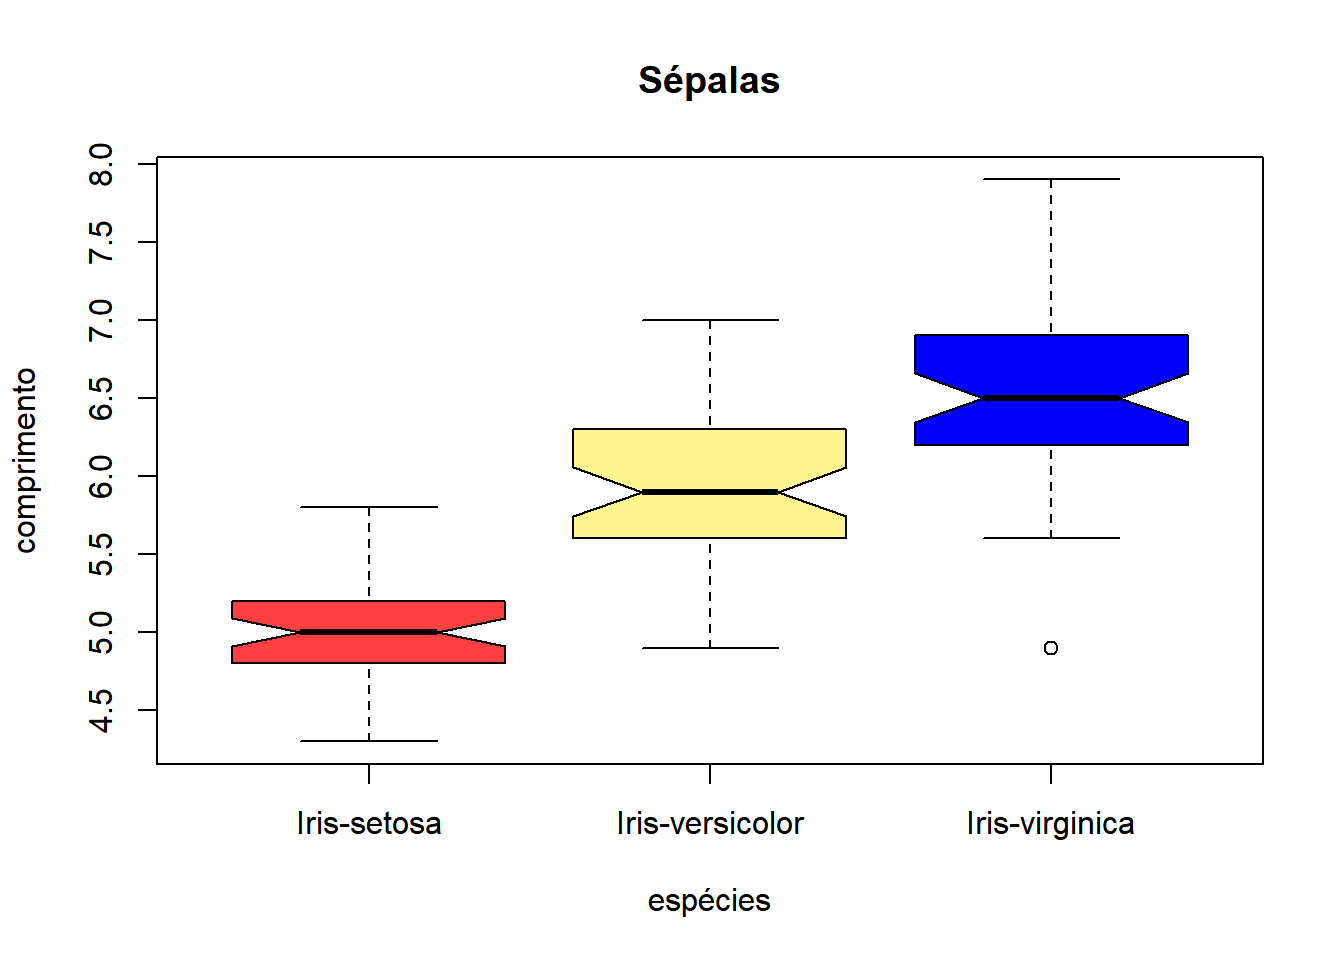 Sépalas
comprimento
8.0
7.5
7.0
6.5
6.0
5.5
5.0
4.5
Iris-setosa
Iris-versicolor
Iris-virginica
espécies